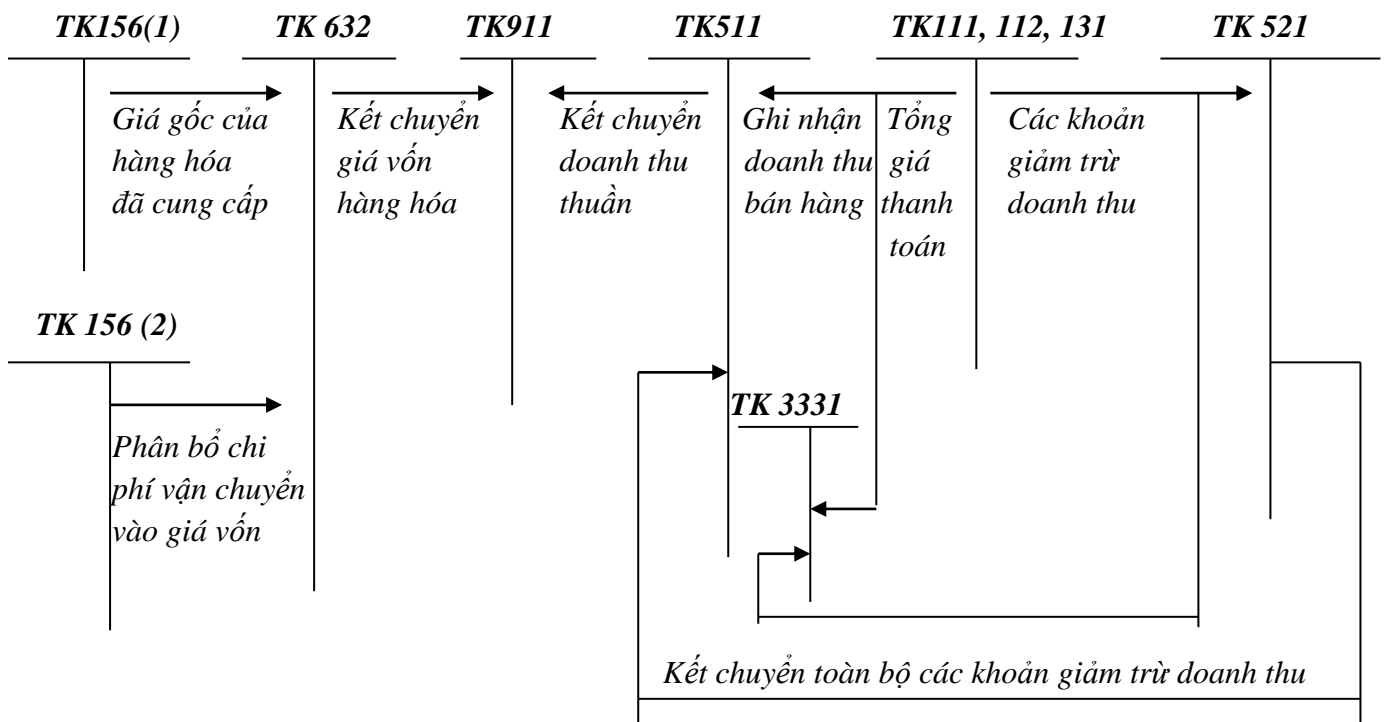 TK156(1)
TK 632
TK911
TK511
TK111, 112, 131
TK 521
Giá gốc của
hàng hóa
đã cung cấp
Kết chuyển
giá vốn
hàng hóa
Kết chuyển
doanh thu
thuần
Ghi nhận
doanh thu
bán hàng
Tổng
giá
thanh
toán
Các khoản
giảm trừ
doanh thu
TK 156 (2)
Phân bổ chi
phí vận chuyển
vào giá vốn
TK 3331
Kết chuyển toàn bộ các khoản giảm trừ doanh thu